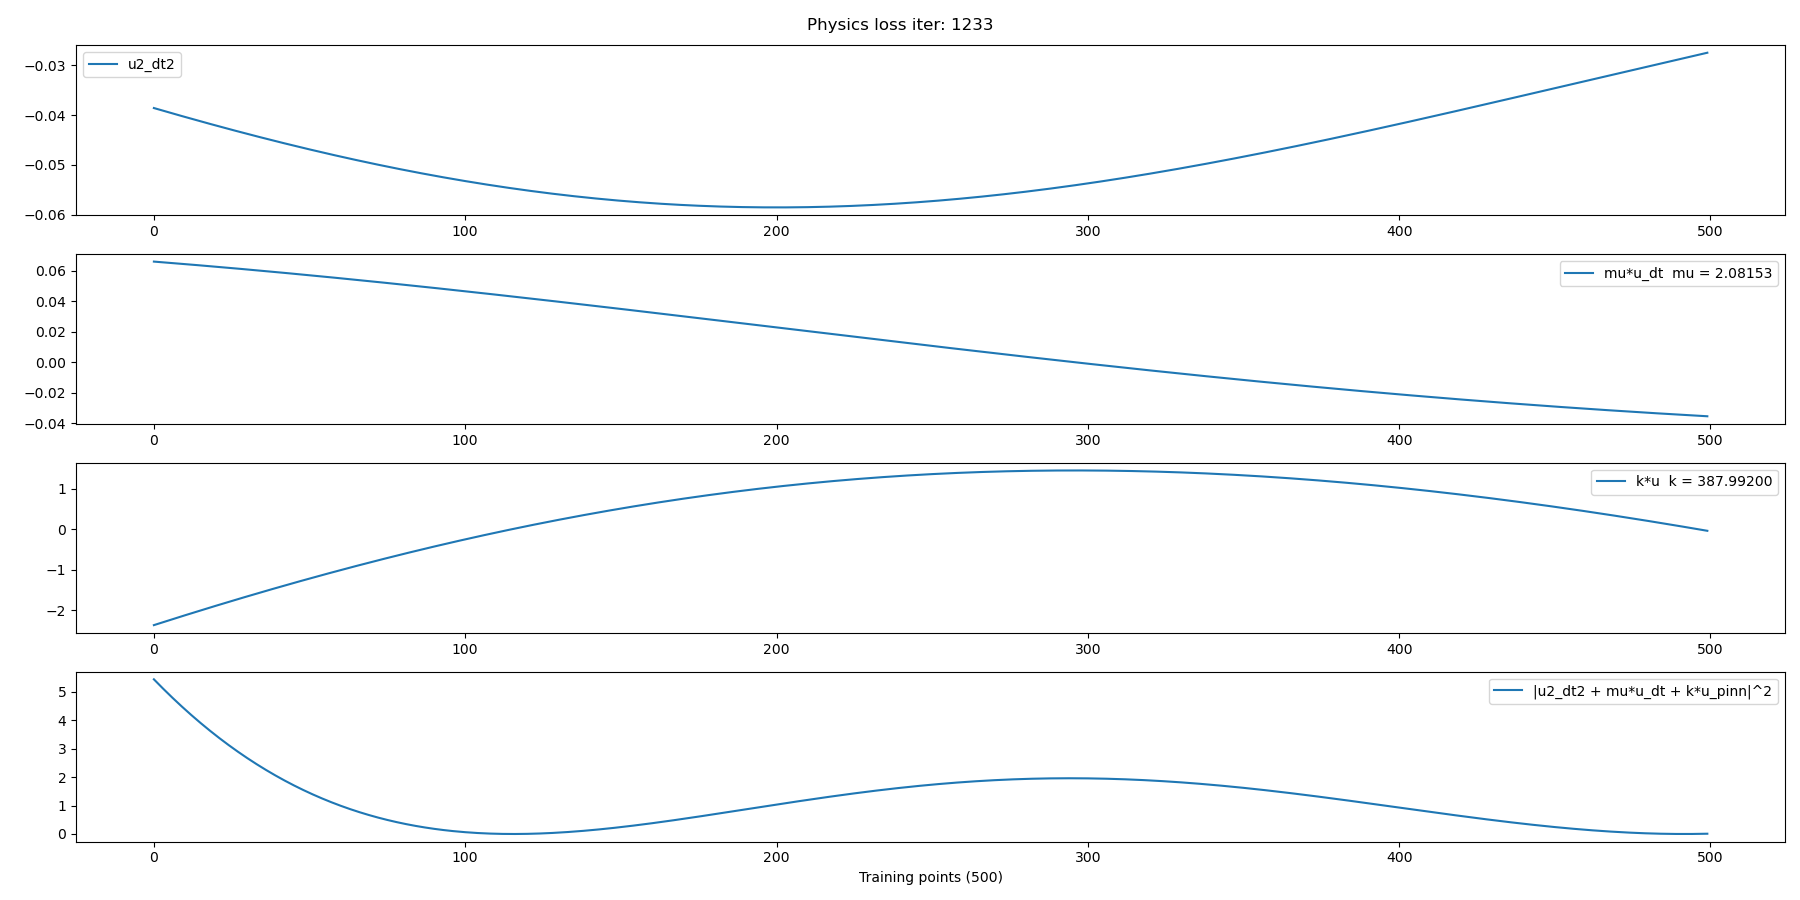 Physics loss iter: 1233
u2_dt2
−0.03
−0.04
−0.05
−0.06
0 100 200 300 400 500
mu*u_dt  mu = 2.08153
0.06
0.04
0.02
0.00
−0.02
−0.04
0 100 200 300 400 500
k*u  k = 387.99200
1
0
−1
−2
0 100 200 300 400 500
|u2_dt2 + mu*u_dt + k*u_pinn|^2
5
4
3
2
1
0
0 100 200 300 400 500
Training points (500)